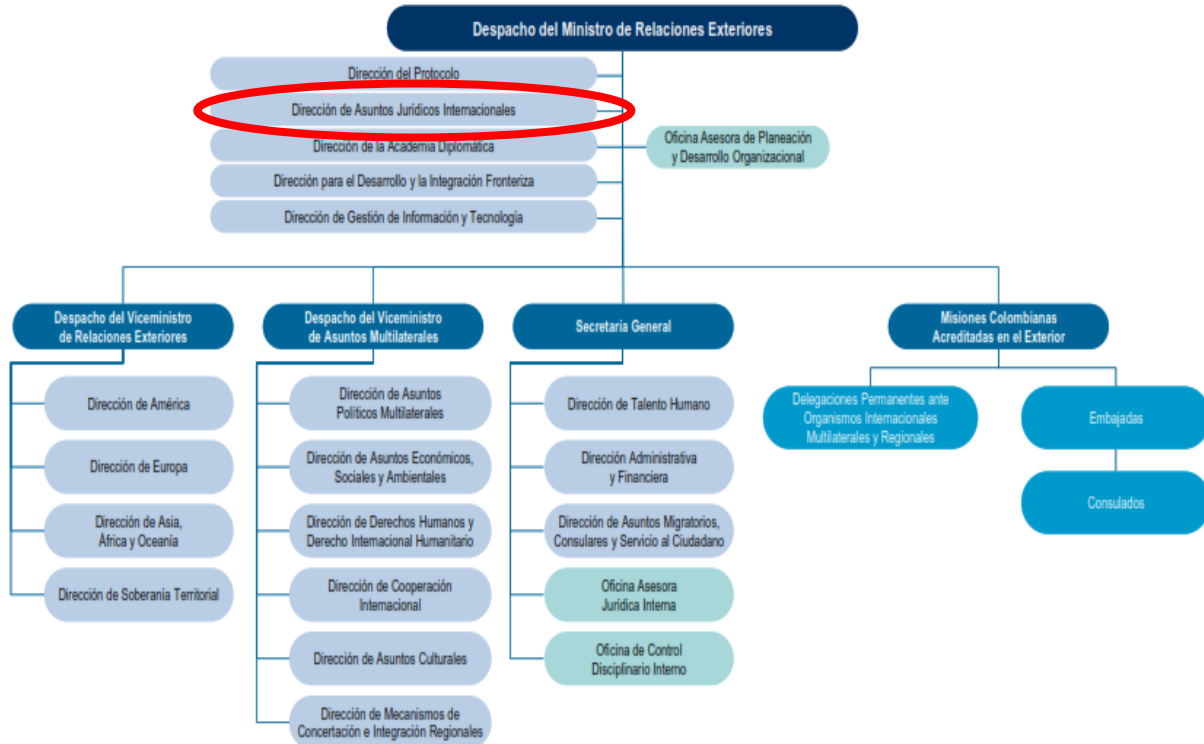 Despacho del Ministro de Relaciones Exteriores
Dirección del Protocolo
Dirección de Asuntos Jurídicos Internacionales
Dirección de la Academia Diplomática
Oficina Asesora de Planeación
y Desarrollo Organizacional
Dirección para el Desarrollo y la Integración Fronteriza
Dirección de Gestión de Información y Tecnología
Despacho del Viceministro
de Relaciones Exteriores
Dirección de América
Dirección de Europa
Dirección de Asia,
África y Oceanía
Dirección de Soberanía Territorial
Despacho del Viceministro
de Asuntos Multilaterales
Dirección de Asuntos
Políticos Multilaterales
Dirección de Asuntos Económicos,
Sociales y Ambientales
Dirección de Derechos Humanos y
Derecho Internacional Humanitario
Dirección de Cooperación
Internacional
Dirección de Asuntos Culturales
Dirección de Mecanismos de
Concertación e Integración Regionales
Secretaria General
Dirección de Talento Humano
Dirección Administrativa
y Financiera
Dirección de Asuntos Migratorios,
Consulares y Servicio al Ciudadano
Oficina Asesora
Jurídica Interna
Oficina de Control
Disciplinario Interno
Misiones Colombianas
Acreditadas en el Exterior
Delegaciones Permanentes ante
Organismos Internacionales
Multilaterales y Regionales
Embajadas
Consulados